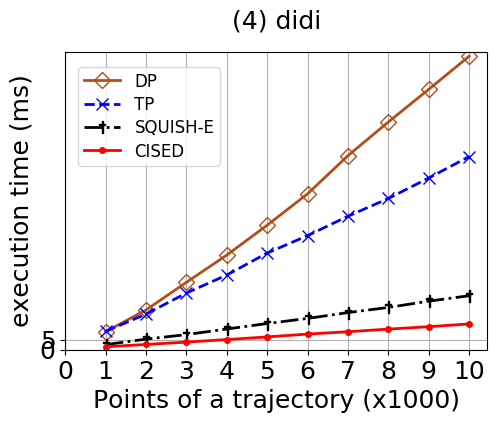 (4) didi
execution time (ms)
DP
TP
SQUISH-E
CISED
5
0
0 1 2 3 4 5 6 7 8 9 10
Points of a trajectory (x1000)